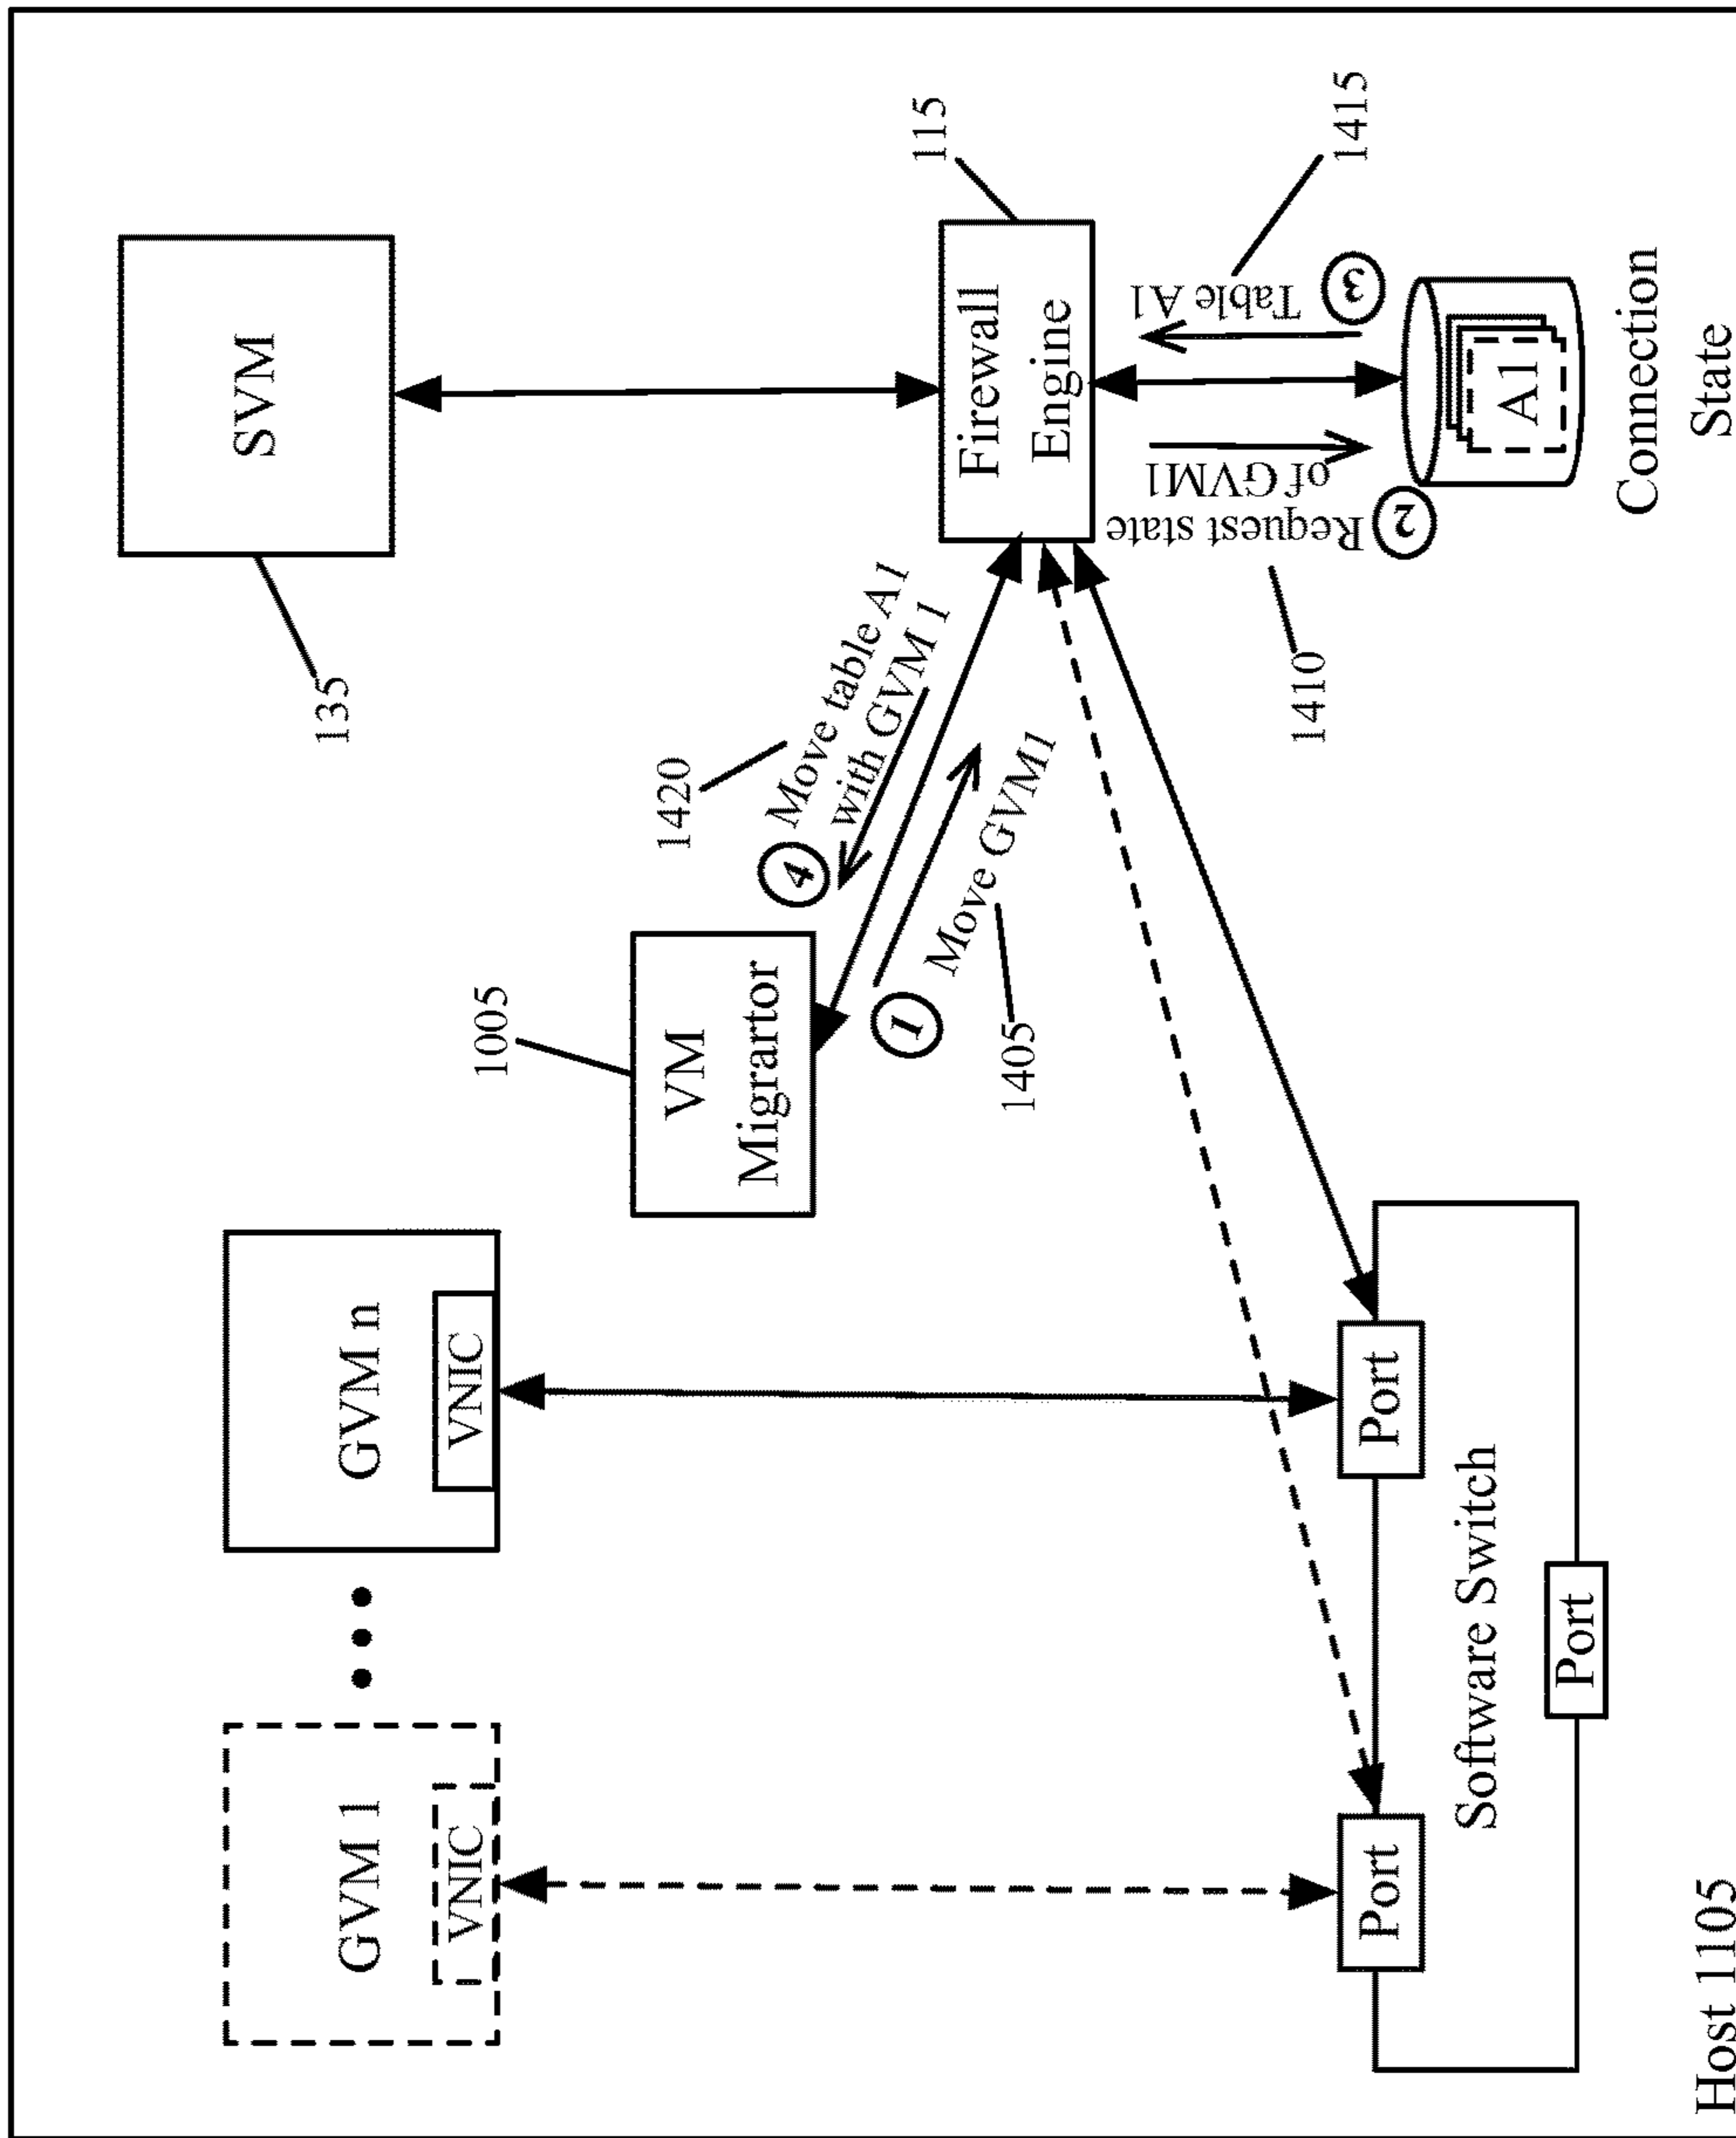 GVM 1
VNIC
GVM n
VNIC
SVM
135
1005
VM
Migrartor
1420
4
Move table A1
with GVM 1
1
Move GVM1
1405
Firewall
Engine
115
2
Request state
of GVM1
1410
3
Table A1
1415
A1
Connection
State
Port
Port
Software Switch
Port
Host 1105